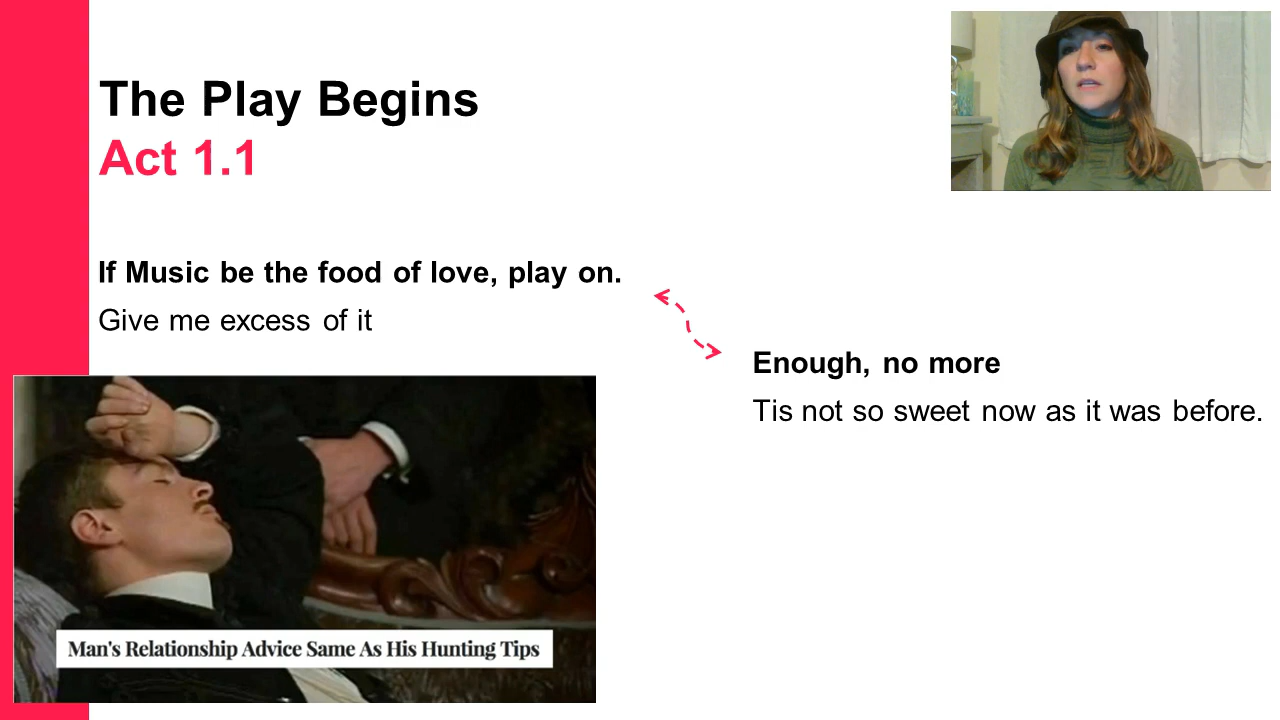 The Play Begins
Act 1.1
If Music be the food of love, play on.
Give me excess of it
Enough, no more
Tis not so sweet now as it was before.
Man's Relationship Advice Same As His Hunting Tips